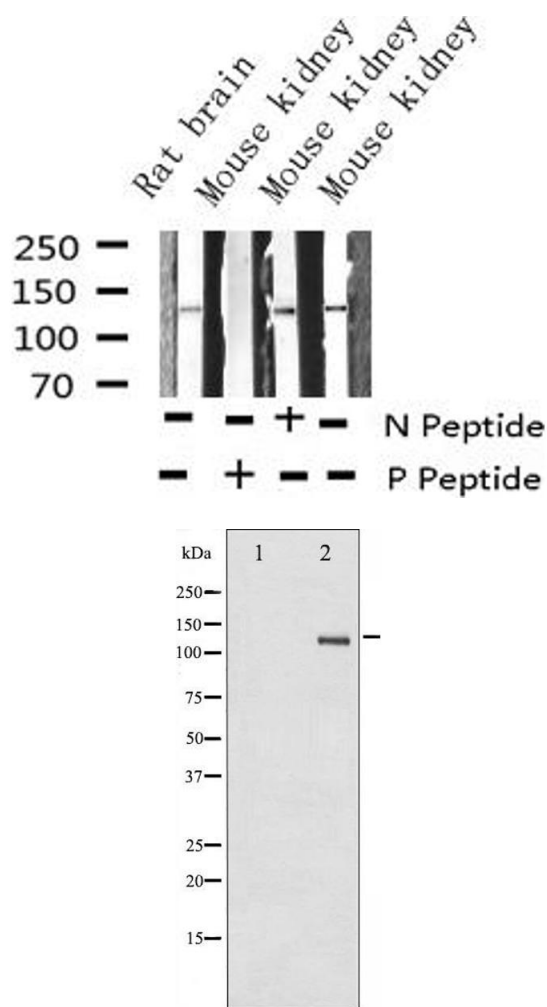 Rat brain
Mouse kidney
Mouse kidney
Mouse kidney
250
150
100
70
- - + - N Peptide
- + - - P Peptide
kDa 1 2
250
150
100
75
50
37
25
20
15